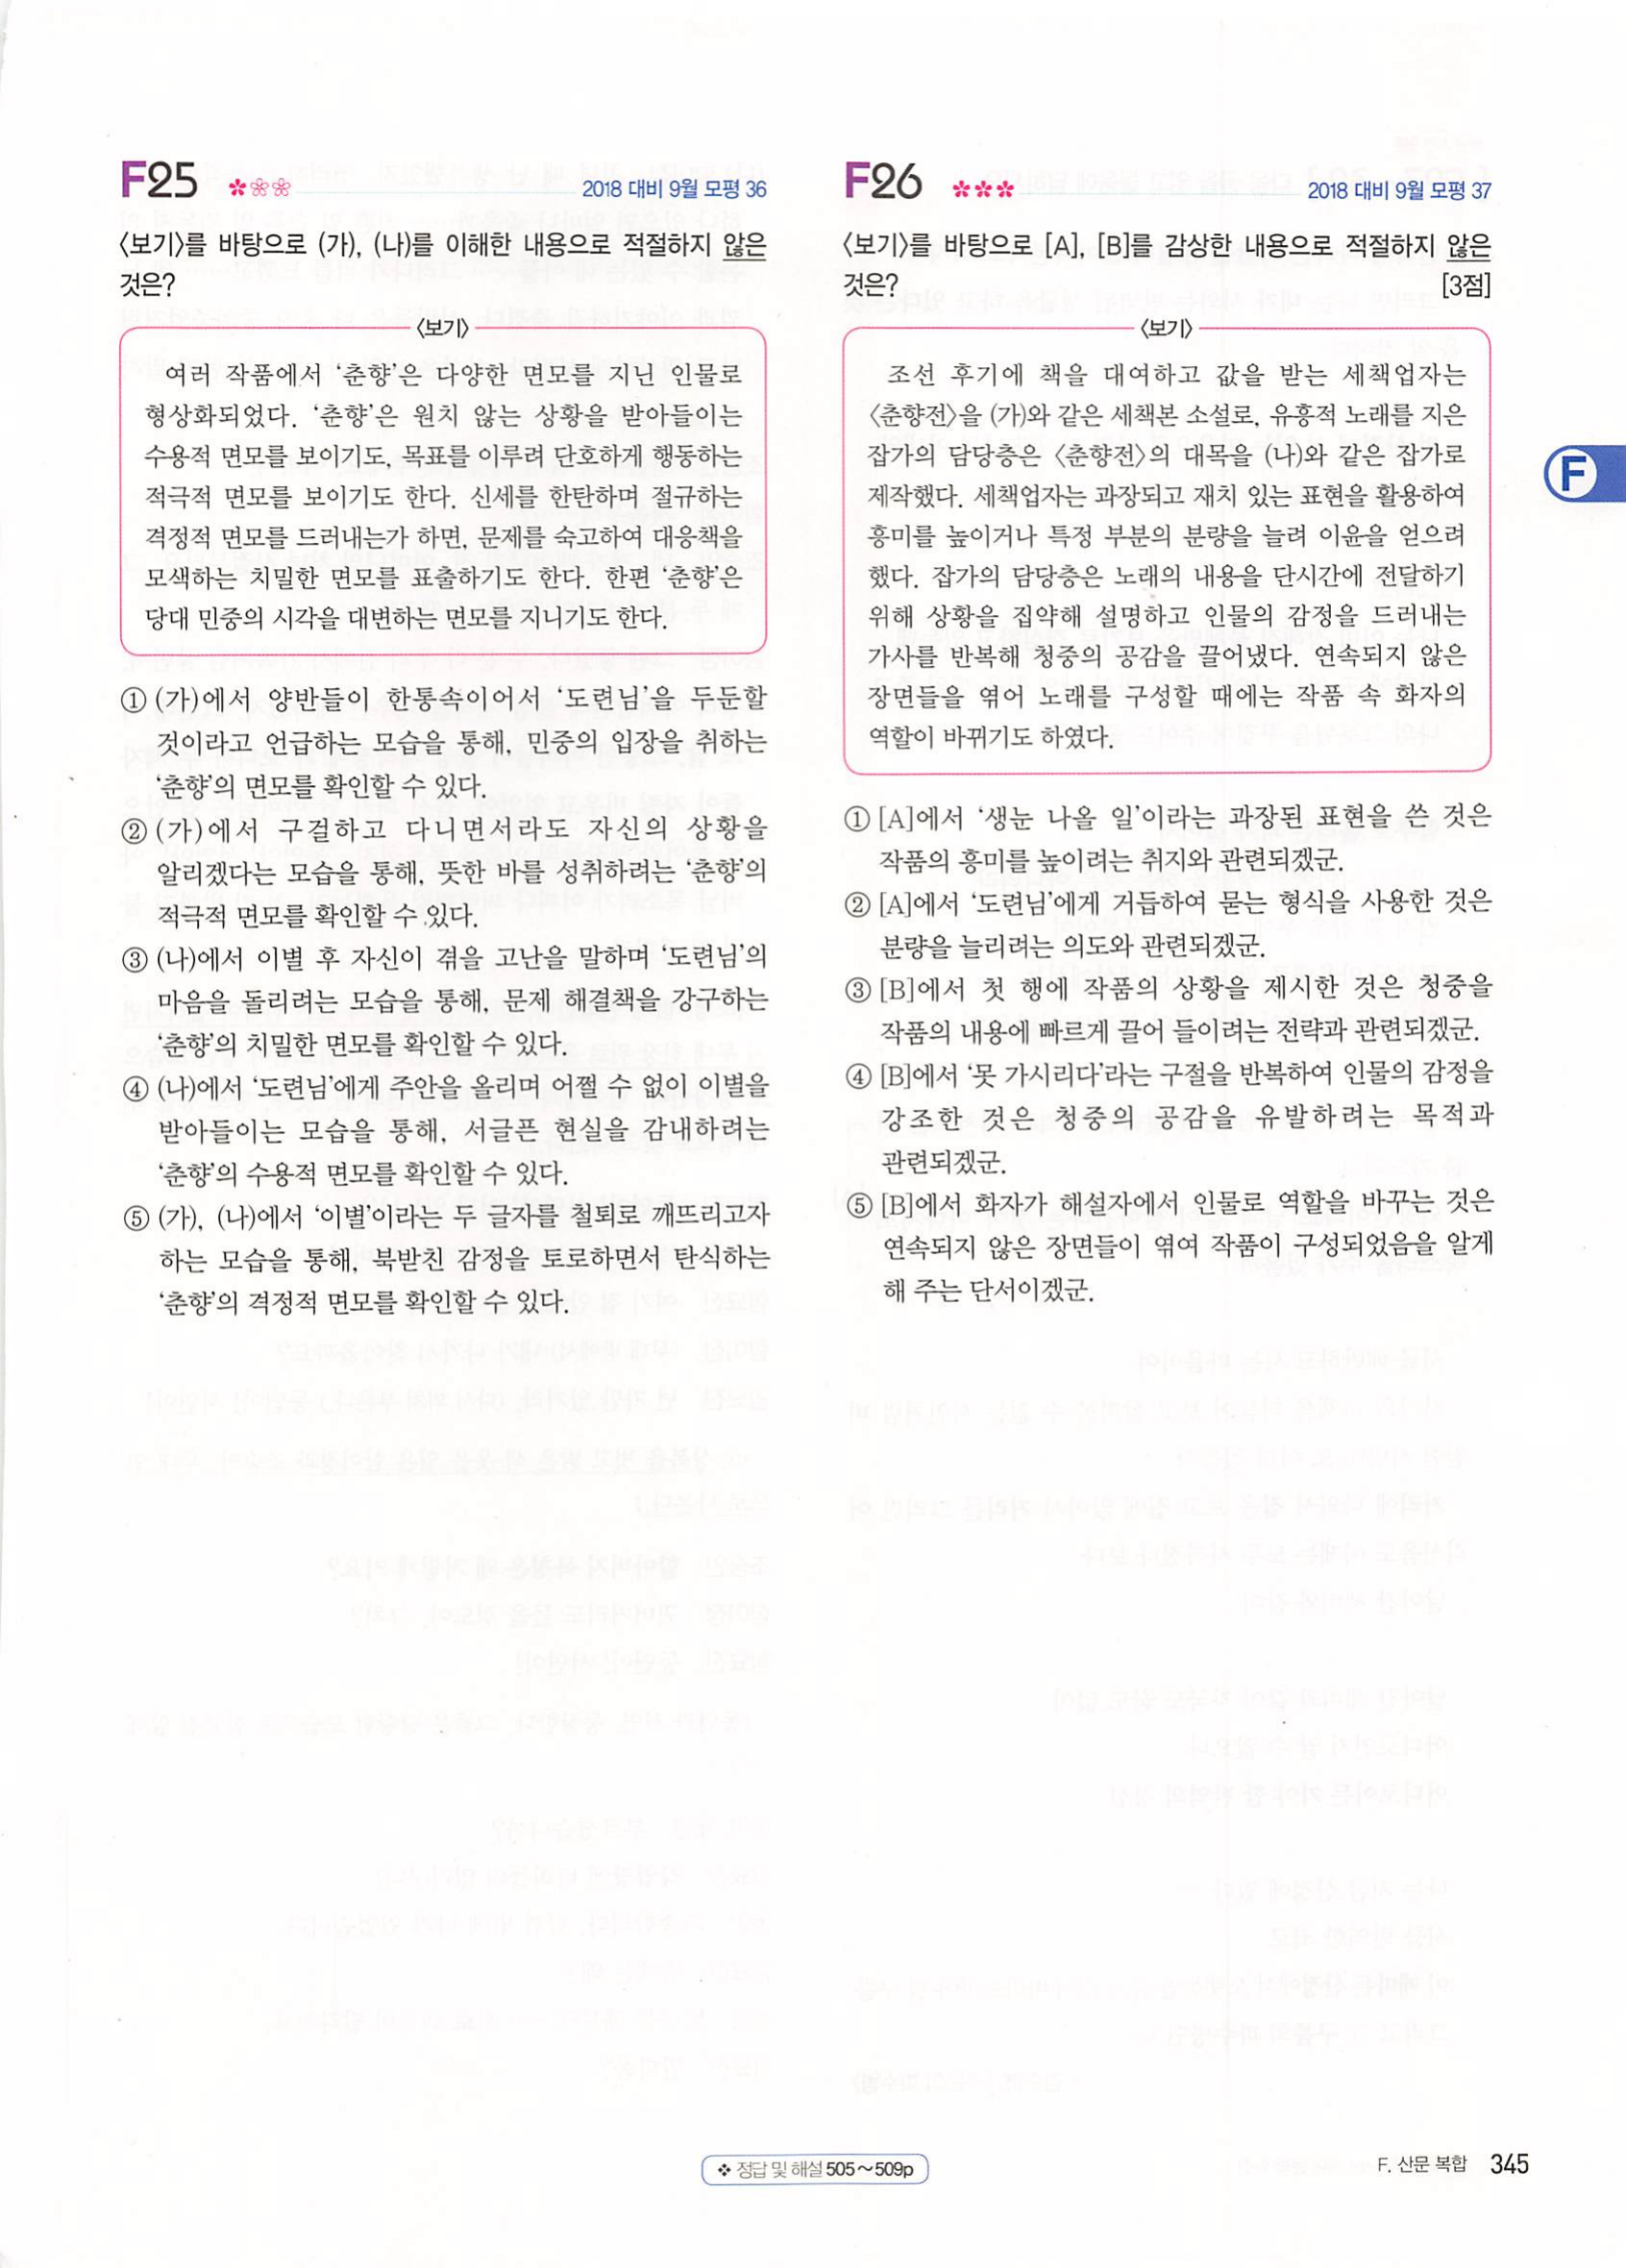 F25
2018 대비 9월 모평 36
〈보기〉를 바탕으로 (가), (나)를 이해한 내용으로 적절하지 않은
것은?
〈보기〉
여러 작품에서 '춘향'은 다양한 면모를 지닌 인물로
형상화되었다. '춘향'은 원치 않는 상황을 받아들이는
수용적 면모를 보이기도, 목표를 이루려 단호하게 행동하는
적극적 면모를 보이기도 한다. 신세를 한탄하며 절규하는
격정적 면모를 드러내는가 하면, 문제를 숙고하여 대응책을
모색하는 치밀한 면모를 표출하기도 한다. 한편 '춘향'은
당대 민중의 시각을 대변하는 면모를 지니기도 한다.
① (가)에서 양반들이 한통속이어서 '도련님'을 두둔할
것이라고 언급하는 모습을 통해, 민중의 입장을 취하는
'춘향'의 면모를 확인할 수 있다.
② (가)에서 구걸하고 다니면서라도 자신의 상황을
알리겠다는 모습을 통해, 뜻한 바를 성취하려는 '춘향'의
적극적 면모를 확인할 수 있다.
③ (나)에서 이별 후 자신이 겪을 고난을 말하며 '도련님'의
마음을 돌리려는 모습을 통해, 문제 해결책을 강구하는
'춘향'의 치밀한 면모를 확인할 수 있다.
④ (나)에서 '도련님'에게 주안을 올리며 어쩔 수 없이 이별을
받아들이는 모습을 통해, 서글픈 현실을 감내하려는
'춘향'의 수용적 면모를 확인할 수 있다.
⑤ (가), (나)에서 '이별'이라는 두 글자를 철퇴로 깨뜨리고자
하는 모습을 통해, 북받친 감정을 토로하면서 탄식하는
'춘향'의 격정적 면모를 확인할 수 있다.
F26
2018 대비 9월 모평 37
〈보기〉를 바탕으로 [A], [B]를 감상한 내용으로 적절하지 않은
것은? [3점]
〈보기〉
조선 후기에 책을 대여하고 값을 받는 세책업자는
〈춘향전〉을 (가)와 같은 세책본 소설로, 유흥적 노래를 지은
잡가의 담당층은 〈춘향전〉의 대목을 (나)와 같은 잡가로
제작했다. 세책업자는 과장되고 재치 있는 표현을 활용하여
흥미를 높이거나 특정 부분의 분량을 늘려 이윤을 얻으려
했다. 잡가의 담당층은 노래의 내용을 단시간에 전달하기
위해 상황을 집약해 설명하고 인물의 감정을 드러내는
가사를 반복해 청중의 공감을 끌어냈다. 연속되지 않은
장면들을 엮어 노래를 구성할 때에는 작품 속 화자의
역할이 바뀌기도 하였다.
① [A]에서 '생눈 나올 일'이라는 과장된 표현을 쓴 것은
작품의 흥미를 높이려는 취지와 관련되겠군.
② [A]에서 '도련님'에게 거듭하여 묻는 형식을 사용한 것은
분량을 늘리려는 의도와 관련되겠군.
③ [B]에서 첫 행에 작품의 상황을 제시한 것은 청중을
작품의 내용에 빠르게 끌어 들이려는 전략과 관련되겠군.
④ [B]에서 '못 가시리다'라는 구절을 반복하여 인물의 감정을
강조한 것은 청중의 공감을 유발하려는 목적과
관련되겠군.
⑤ [B]에서 화자가 해설자에서 인물로 역할을 바꾸는 것은
연속되지 않은 장면들이 엮여 작품이 구성되었음을 알게
해 주는 단서이겠군.
F
❖ 정답 및 해설 505~509p
F. 산문 복합 345